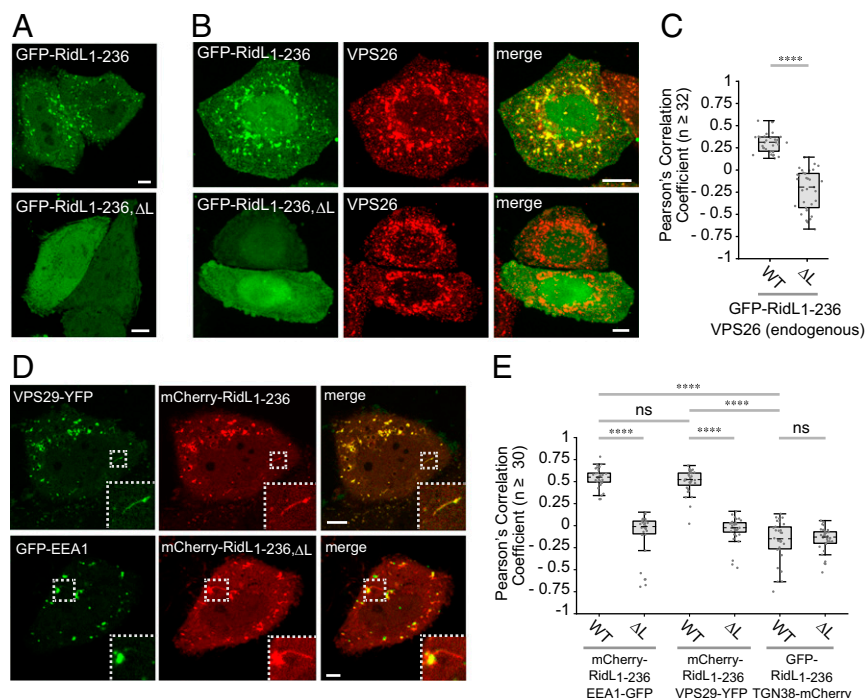 A
GFP-RidL1-236
GFP-RidL1-236,ΔL
B
GFP-RidL1-236
VPS26
merge
GFP-RidL1-236,ΔL
VPS26
merge
C
Pearson's Correlation
Coefficient (n ≥ 32)
****
1
0.75
0.5
0.25
0
- 0.25
- 0.5
- 0.75
-1
WT
ΔL
GFP-RidL1-236
VPS26 (endogenous)
D
VPS29-YFP
mCherry-RidL1-236
merge
GFP-EEA1
mCherry-RidL1-236,ΔL
merge
E
Pearson's Correlation
Coefficient (n ≥ 30)
****
ns
****
****
****
ns
1
0.75
0.5
0.25
0
- 0.25
- 0.5
- 0.75
-1
WT
ΔL
WT
ΔL
WT
ΔL
mCherry-
RidL1-236
EEA1-GFP
mCherry-
RidL1-236
VPS29-YFP
GFP-
RidL1-236
TGN38-mCherry